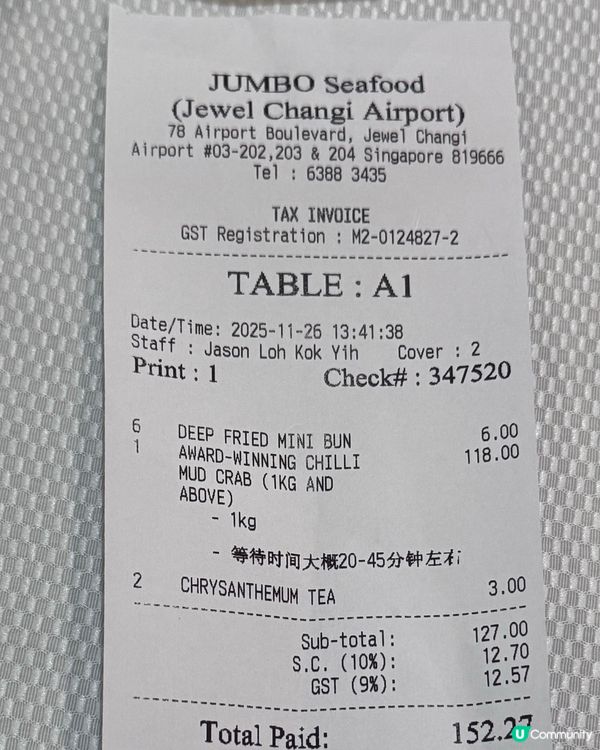 JUMBO Seafood
(Jewel Changi Airport)
78 Airport Boulevard, Jewel Changi
Airport #03-202,203 & 204 Singapore 819666
Tel : 6388 3435
TAX INVOICE
GST Registration : M2-0124827-2
TABLE : A1
Date/Time: 2025-11-26 13:41:38
Staff : Jason Loh Kok Yih Cover : 2
Print : 1 Check# : 347520
6 DEEP FRIED MINI BUN 6.00
1 AWARD-WINNING CHILLI 118.00
MUD CRAB (1KG AND
ABOVE)
- 1kg
- 等待时间大概20-45分钟左右
2 CHRYSANTHEMUM TEA 3.00
Sub-total: 127.00
S.C. (10%): 12.70
GST (9%): 12.57
Total Paid: 152.27
U Community